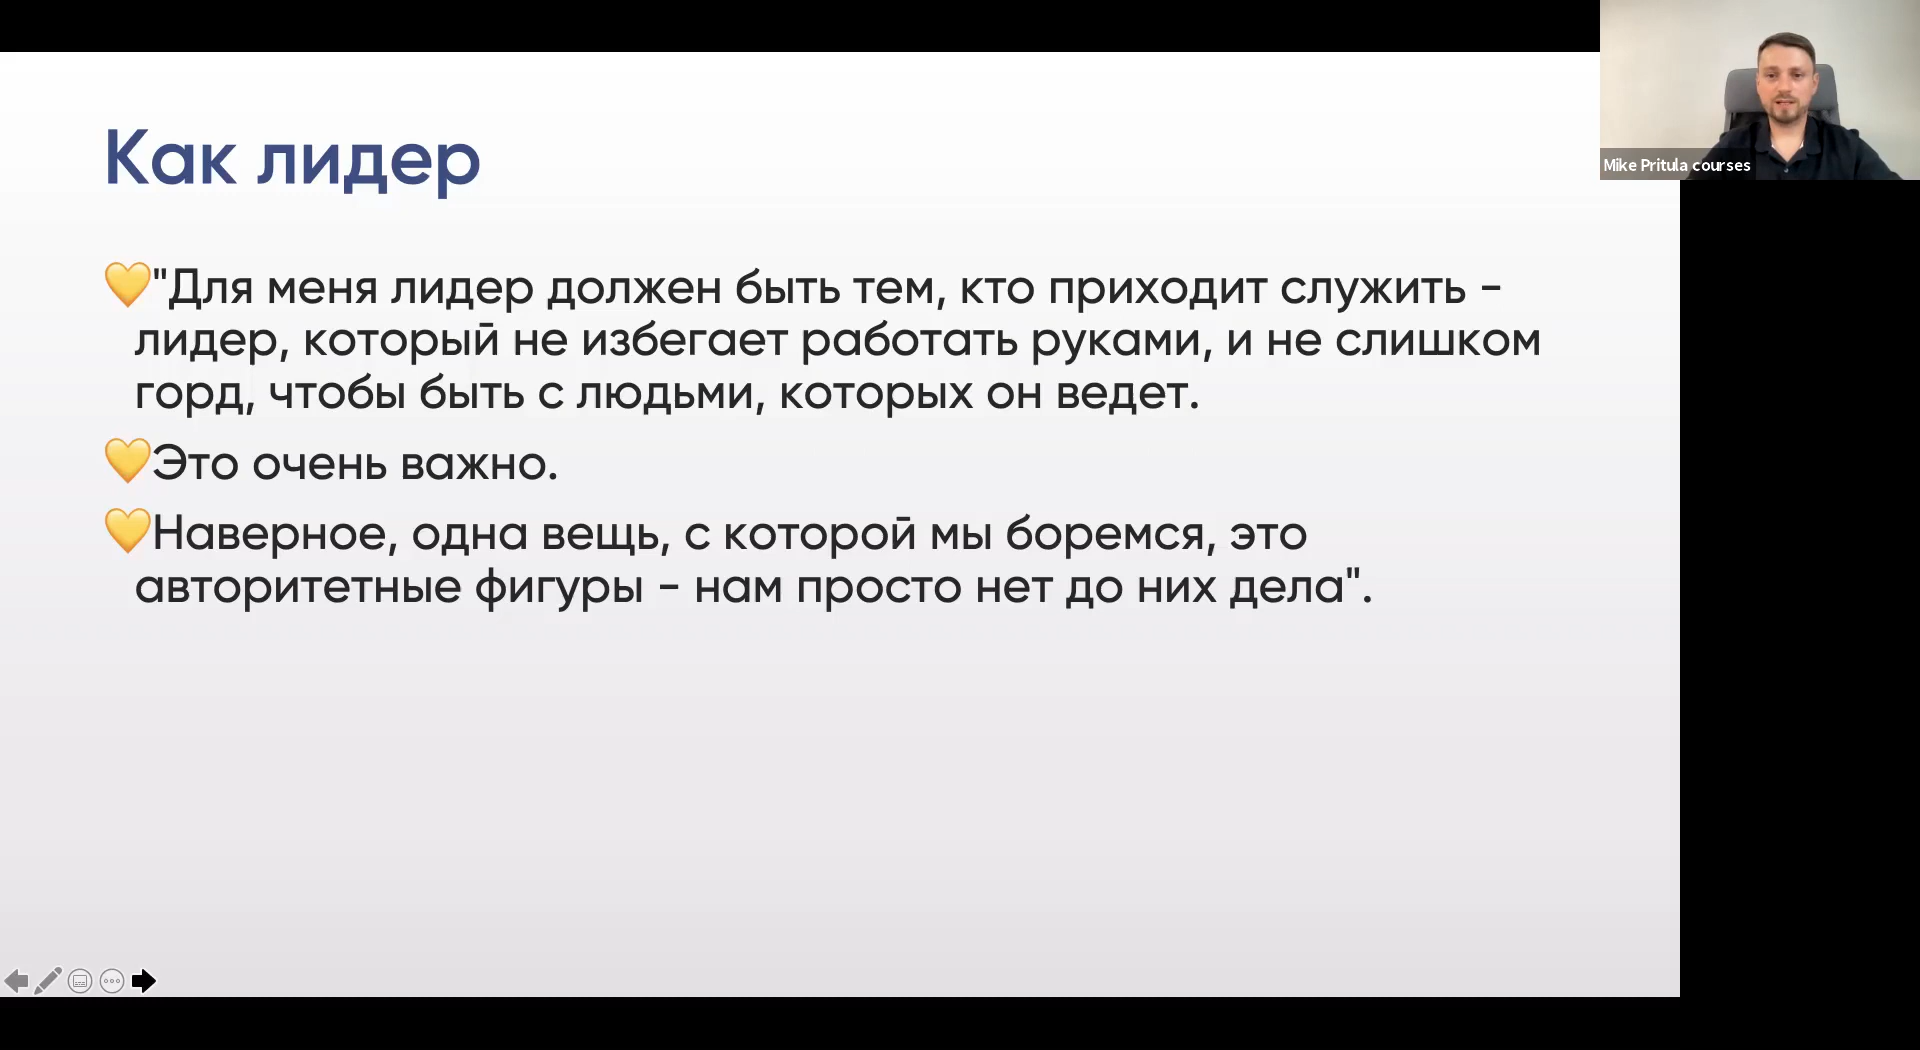 Как лидер
💛"Для меня лидер должен быть тем, кто приходит служить -
лидер, который не избегает работать руками, и не слишком
горд, чтобы быть с людьми, которых он ведет.
💛Это очень важно.
💛Наверное, одна вещь, с которой мы боремся, это
авторитетные фигуры - нам просто нет до них дела".
Mike Pritula courses